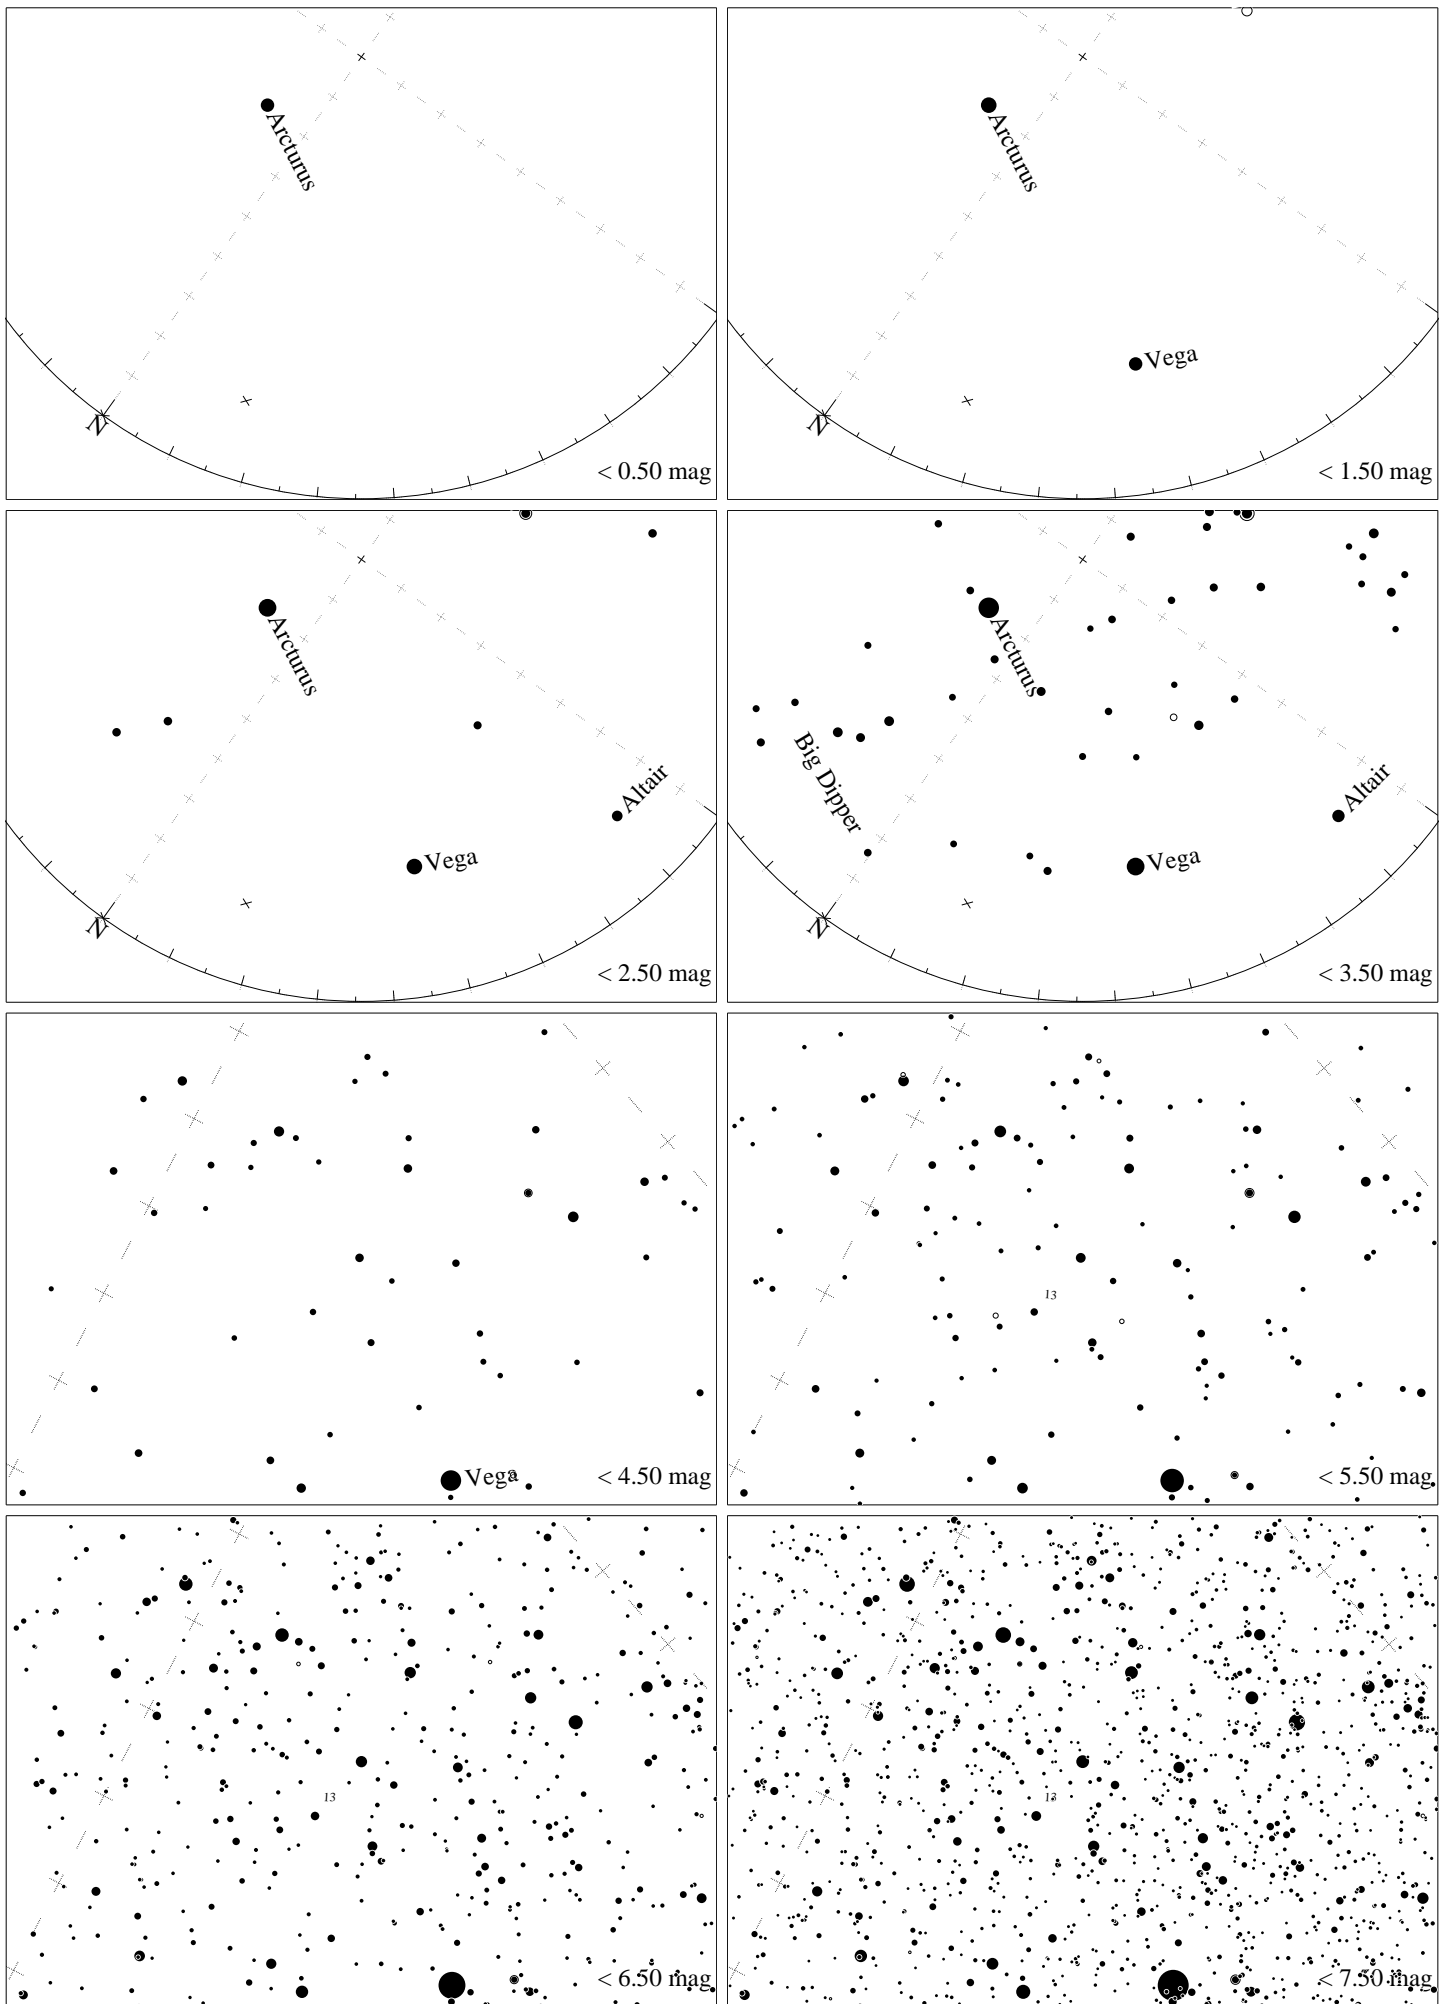 Arcturus
N
< 0.50 mag
Arcturus
Vega
N
< 1.50 mag
Arcturus
Altair
Vega
N
< 2.50 mag
Arcturus
Big Dipper
Altair
Vega
N
< 3.50 mag
Vega
< 4.50 mag
13
< 5.50 mag
13
< 6.50 mag
13
< 7.50 mag